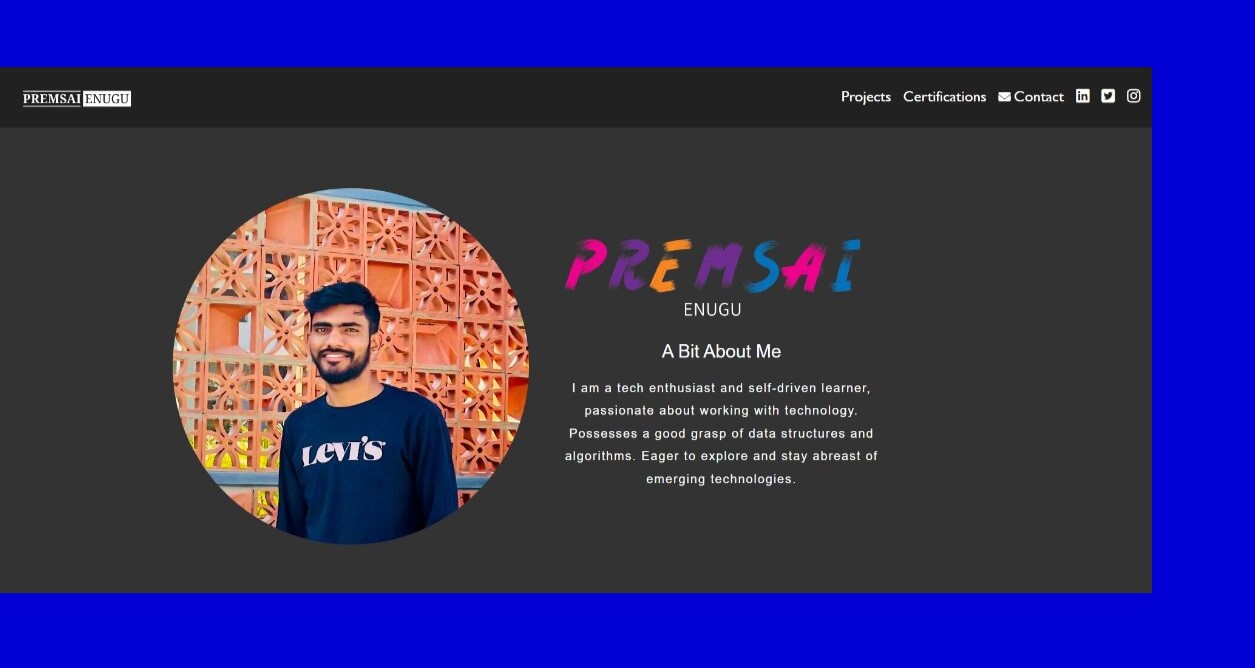 PREMSAI ENUGU
Projects Certifications Contact
PREMSAI
ENUGU
A Bit About Me
I am a tech enthusiast and self-driven learner,
passionate about working with technology.
Possesses a good grasp of data structures and
algorithms. Eager to explore and stay abreast of
emerging technologies.
LEVI'S